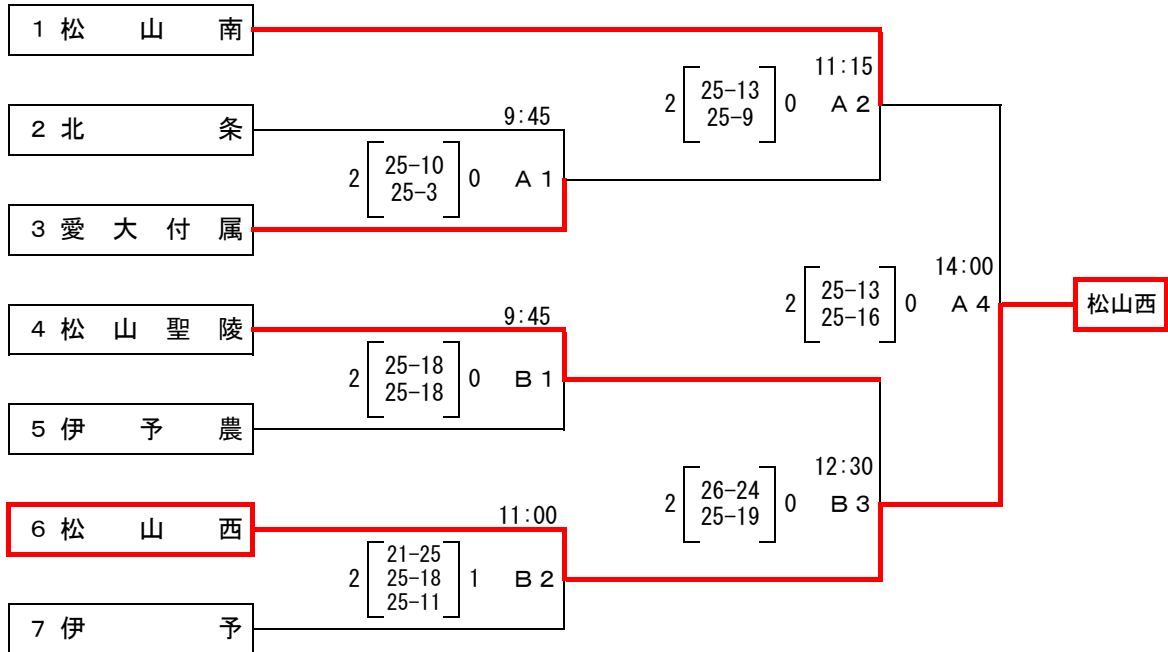 1 松 山 南
11:15
25-13
2 0 A 2
25-9
2 北 条
9:45
25-10
2 0 A 1
25-3
3 愛 大 付 属
14:00
25-13
2 0 A 4
25-16
松山西
4 松 山 聖 陵
9:45
25-18
2 0 B 1
25-18
5 伊 予 農
12:30
26-24
2 0 B 3
25-19
6 松 山 西
11:00
21-25
2 25-18 1 B 2
25-11
7 伊 予